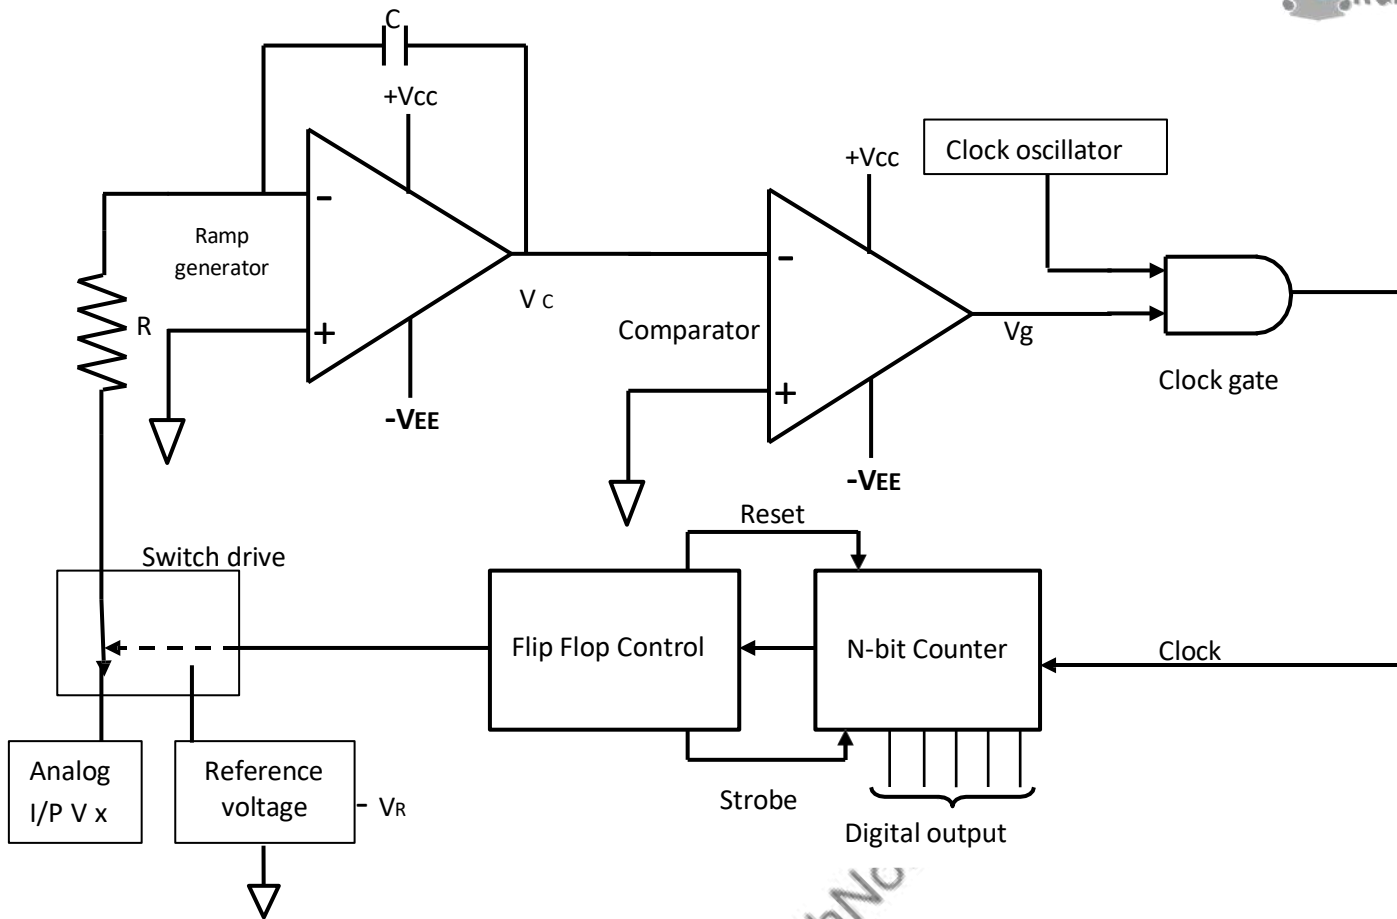 C
+Vcc
-
Ramp
generator
R
+
-VEE
V C
+Vcc
Clock oscillator
-
Comparator
+
-VEE
Vg
Clock gate
Reset
Switch drive
Flip Flop Control
N-bit Counter
Clock
Analog
I/P V x
Reference
voltage
- VR
Strobe
Digital output